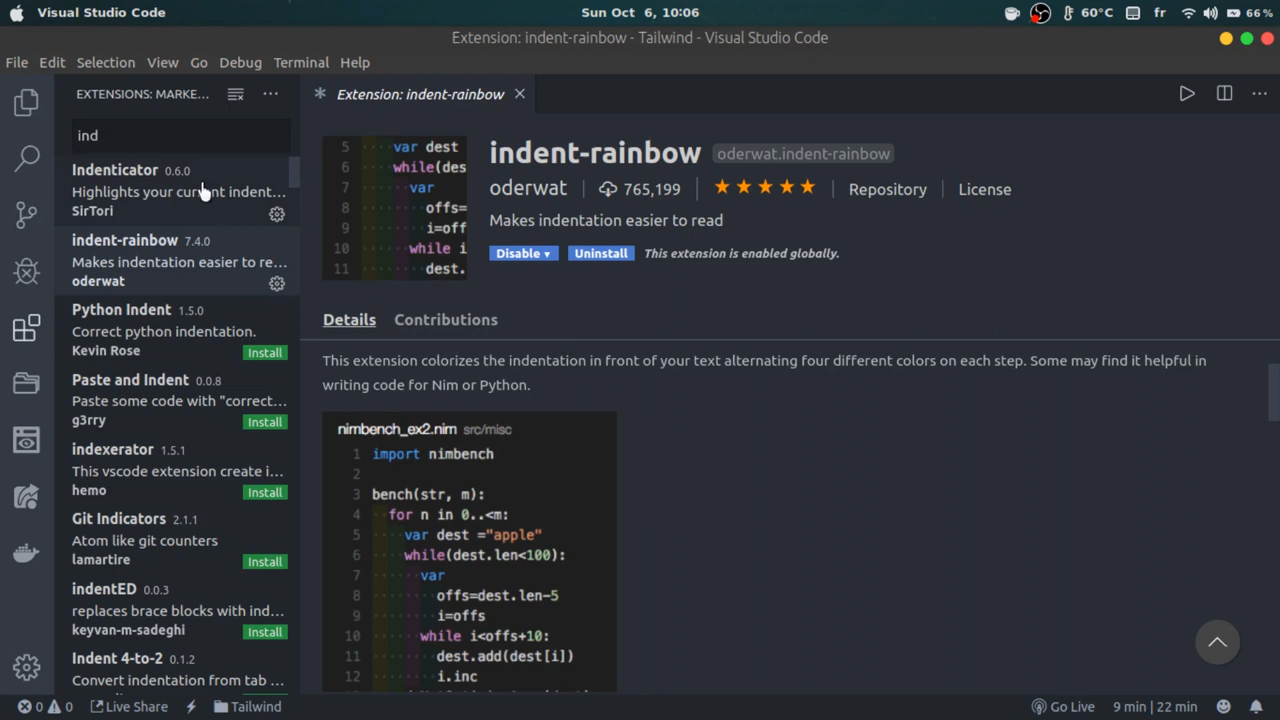 Visual Studio Code
Sun Oct 6, 10:06
60°C
fr
66%
Extension: indent-rainbow - Tailwind - Visual Studio Code
File Edit Selection View Go Debug Terminal Help
EXTENSIONS: MARKE...
Extension: indent-rainbow
ind
Indenticator 0.6.0
Highlights your current indent...
SirTori
indent-rainbow 7.4.0
Makes indentation easier to re...
oderwat
Python Indent 1.5.0
Correct python indentation.
Kevin Rose
Install
Paste and Indent 0.0.8
Paste some code with "correct...
g3rry
Install
indexerator 1.5.1
This vscode extension create i...
hemo
Install
Git Indicators 2.1.1
Atom like git counters
lamartire
Install
indentED 0.0.3
replaces brace blocks with ind...
keyvan-m-sadeghi
Install
Indent 4-to-2 0.1.2
Convert indentation from tab ...
5 var dest
6 while(des
7 var
8 offs=
9 i=off
10 while i
11 dest.
indent-rainbow oderwat.indent-rainbow
oderwat 765,199 Repository License
Makes indentation easier to read
Disable Uninstall This extension is enabled globally.
Details Contributions
This extension colorizes the indentation in front of your text alternating four different colors on each step. Some may find it helpful in
writing code for Nim or Python.
nimbench_ex2.nim src/misc
1 import nimbench
2
3 bench(str, m):
4 for n in 0..<m:
5 var dest ="apple"
6 while(dest.len<100):
7 var
8 offs=dest.len-5
9 i=offs
10 while i<offs+10:
11 dest.add(dest[i])
12 i.inc
0 0 Live Share Tailwind
Go Live 9 min | 22 min